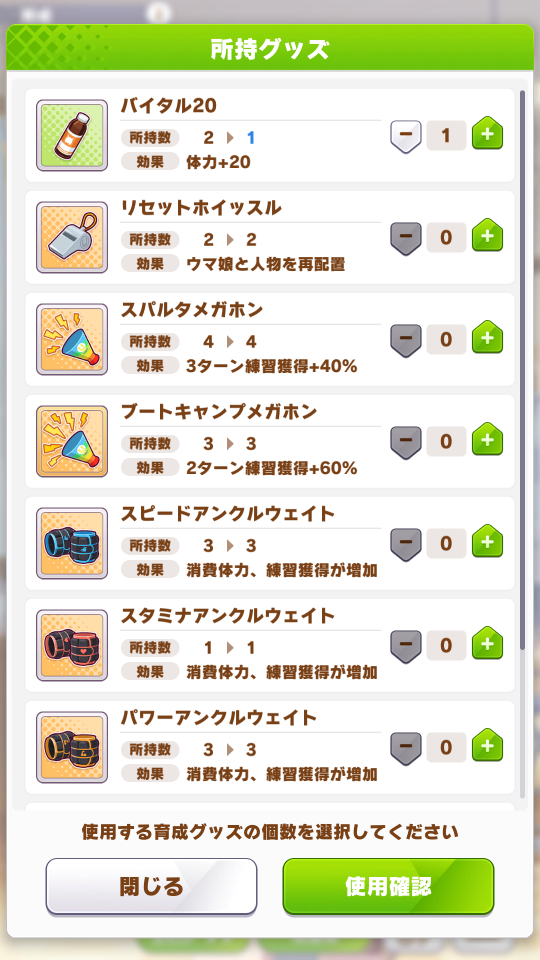 所持グッズ
バイタル20
所持数 2 1
効果 体力+20
1
リセットホイッスル
所持数 2 2
効果 ウマ娘と人物を再配置
0
スパルタメガホン
所持数 4 4
効果 3ターン練習獲得+40%
0
ブートキャンプメガホン
所持数 3 3
効果 2ターン練習獲得+60%
0
スピードアンクルウェイト
所持数 3 3
効果 消費体力、練習獲得が増加
0
スタミナアンクルウェイト
所持数 1 1
効果 消費体力、練習獲得が増加
0
パワーアンクルウェイト
所持数 3 3
効果 消費体力、練習獲得が増加
0
使用する育成グッズの個数を選択してください
閉じる 使用確認